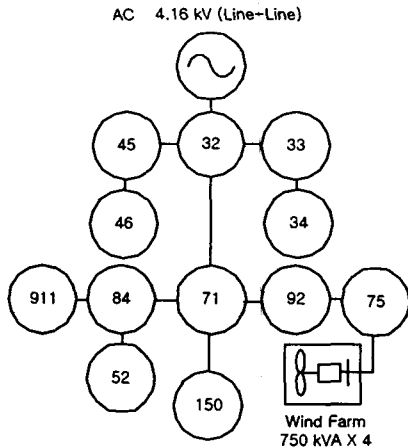 AC 4.16 kV (Line-Line)
45 32 33
46 34
911 84 71 92 75
52 150
Wind Farm
750 kVA X 4